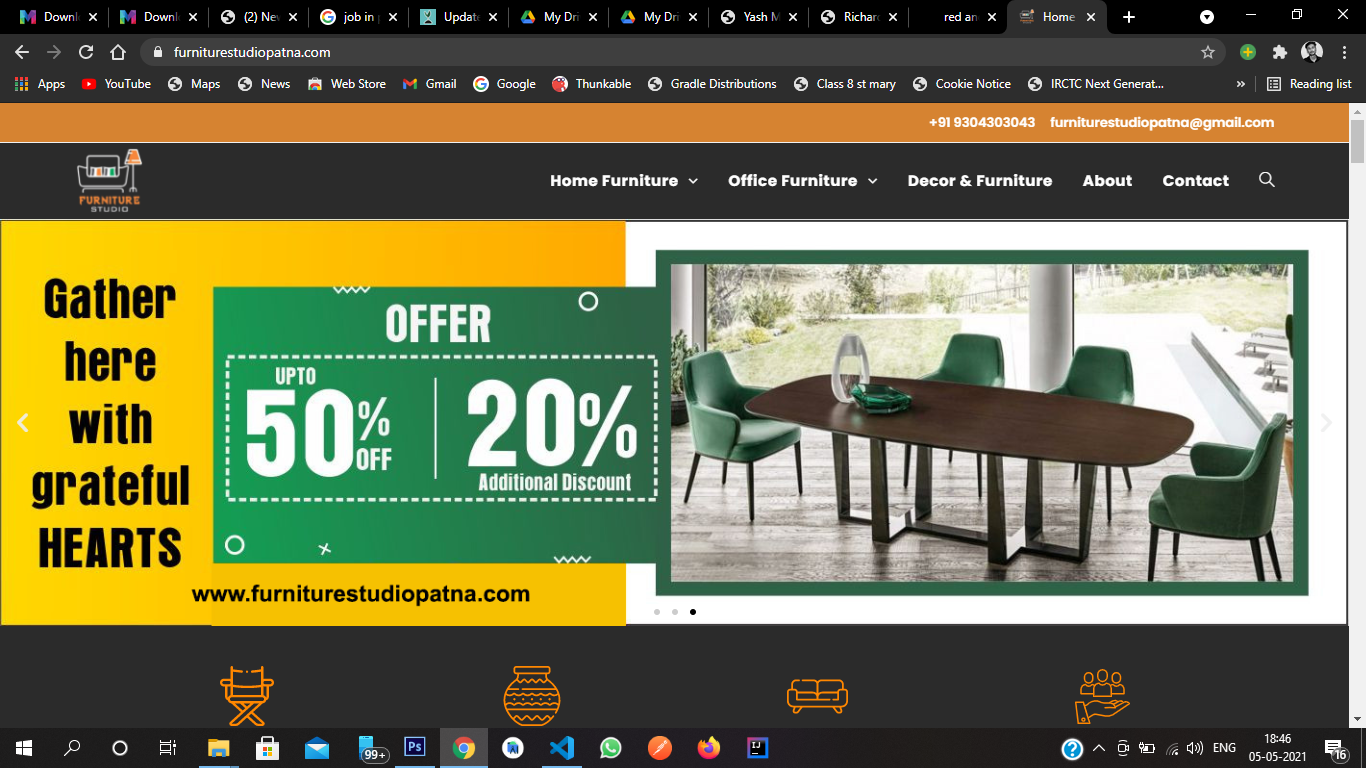 Downl
Downl
(2) Nev
job in p
Update
My Dri
My Dri
Yash M
Richar
red an
Home
furniturestudiopatna.com
Apps
YouTube
Maps
News
Web Store
Gmail
Google
Thunkable
Gradle Distributions
Class 8 st mary
Cookie Notice
IRCTC Next Generat...
»
Reading list
+91 9304303043 furniturestudiopatna@gmail.com
FURNITURE
STUDIO
Home Furniture
Office Furniture
Decor & Furniture
About
Contact
Gather
here
with
grateful
HEARTS
OFFER
UPTO
50%
OFF
20%
Additional Discount
www.furniturestudiopatna.com
99+
Ps
IJ
ENG
18:46
05-05-2021
16